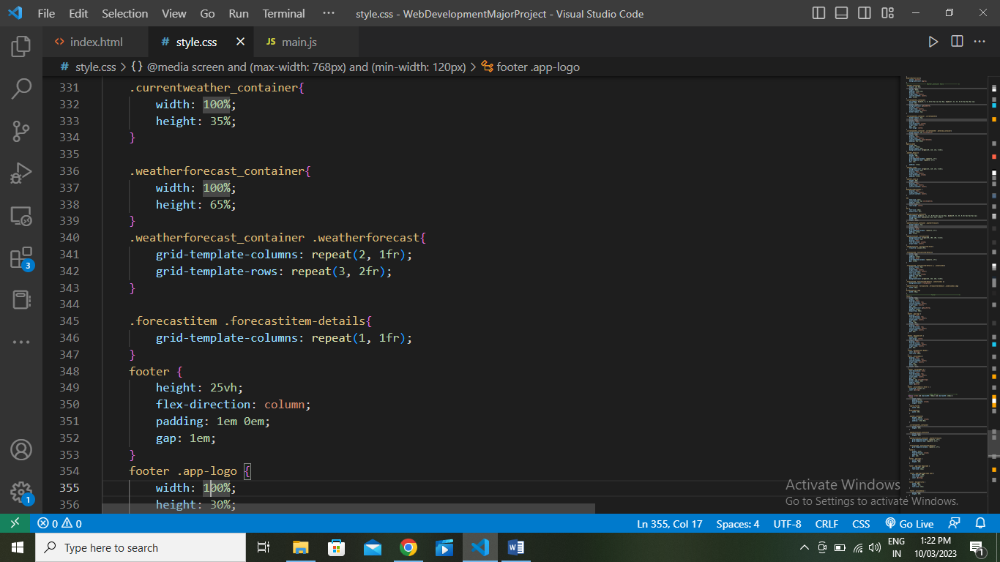 File Edit Selection View Go Run Terminal ··· style.css - WebDevelopmentMajorProject - Visual Studio Code
<> index.html # style.css JS main.js
# style.css > {} @media screen and (max-width: 768px) and (min-width: 120px) > footer .app-logo
331 .currentweather_container{
332 width: 100%;
333 height: 35%;
334 }
335
336 .weatherforecast_container{
337 width: 100%;
338 height: 65%;
339 }
340 .weatherforecast_container .weatherforecast{
341 grid-template-columns: repeat(2, 1fr);
342 grid-template-rows: repeat(3, 2fr);
343 }
344
345 .forecastitem .forecastitem-details{
346 grid-template-columns: repeat(1, 1fr);
347 }
348 footer {
349 height: 25vh;
350 flex-direction: column;
351 padding: 1em 0em;
352 gap: 1em;
353 }
354 footer .app-logo {
355 width: 100%;
356 height: 30%;
3
1
Activate Windows
Go to Settings to activate Windows.
0 0 Ln 355, Col 17 Spaces: 4 UTF-8 CRLF CSS Go Live
Type here to search
ENG
IN
1:22 PM
10/03/2023
1